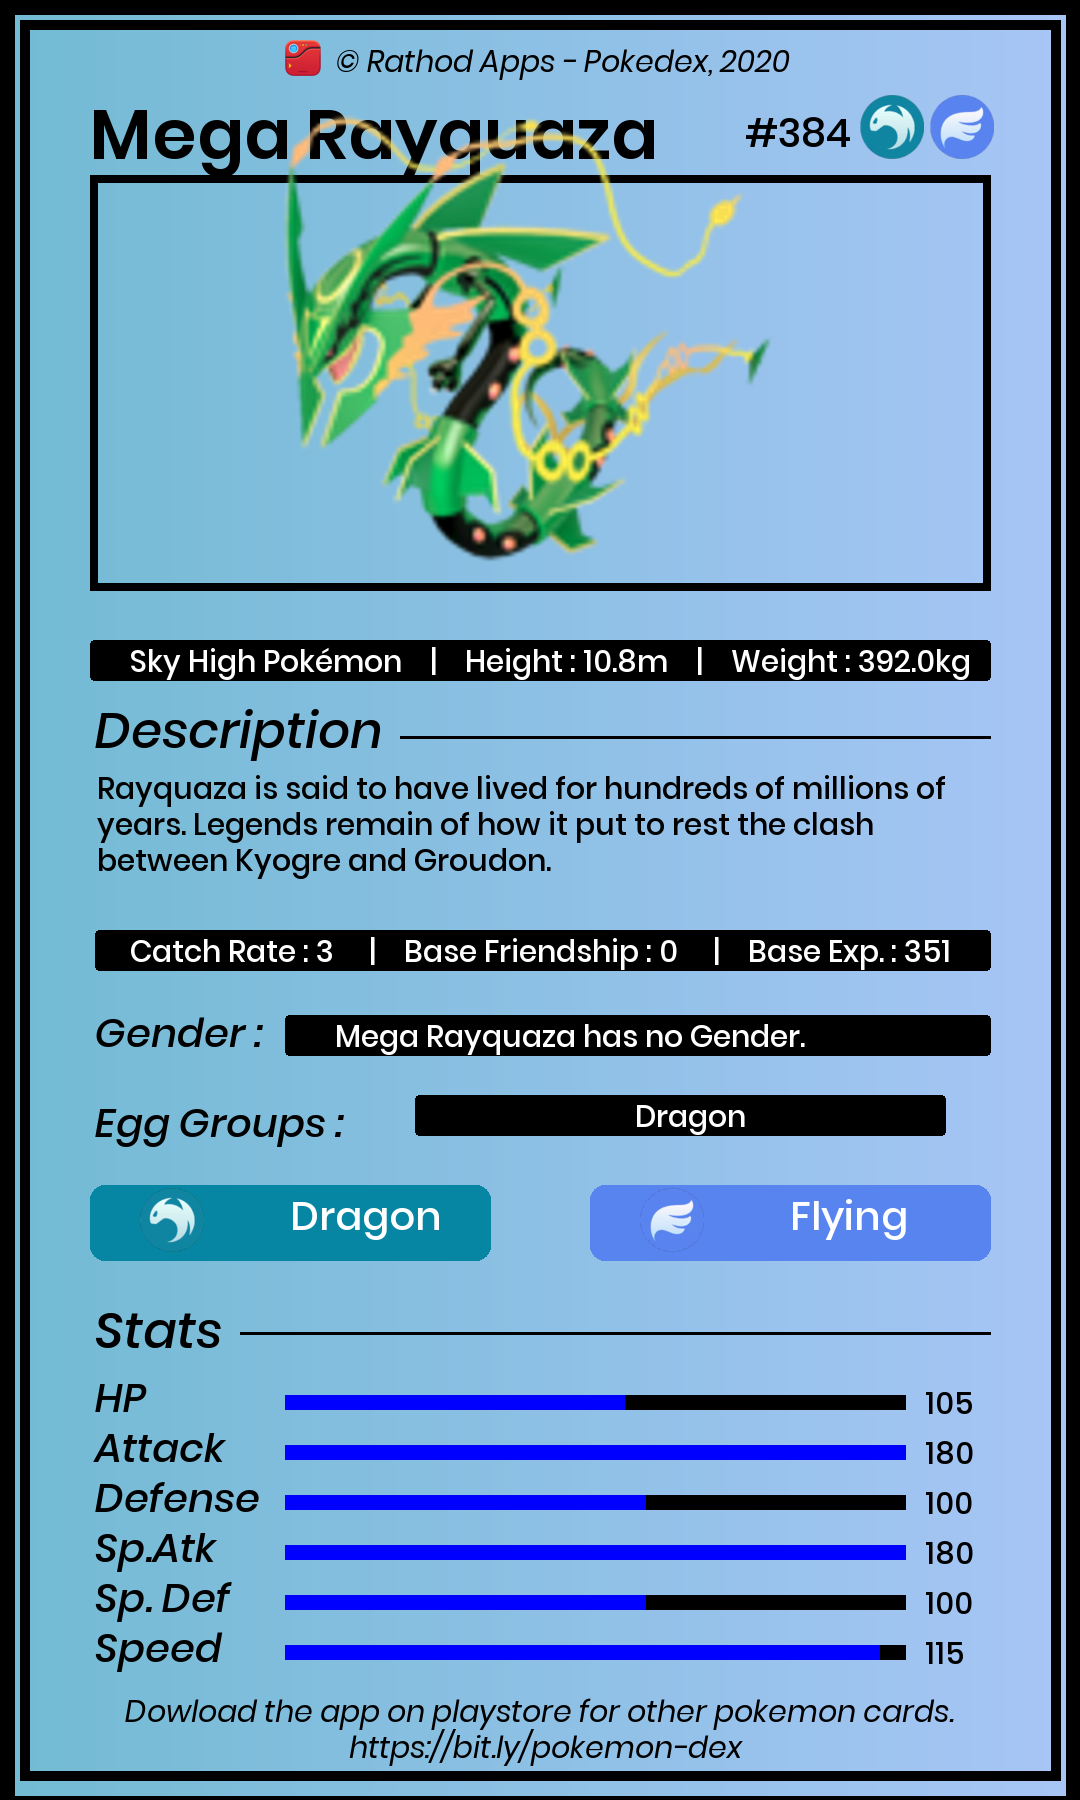 © Rathod Apps - Pokedex, 2020
Mega Rayquaza #384
Sky High Pokémon | Height : 10.8m | Weight : 392.0kg
Description
Rayquaza is said to have lived for hundreds of millions of
years. Legends remain of how it put to rest the clash
between Kyogre and Groudon.
Catch Rate : 3 | Base Friendship : 0 | Base Exp. : 351
Gender : Mega Rayquaza has no Gender.
Egg Groups : Dragon
Dragon Flying
Stats
HP 105
Attack 180
Defense 100
Sp.Atk 180
Sp. Def 100
Speed 115
Dowload the app on playstore for other pokemon cards.
https://bit.ly/pokemon-dex